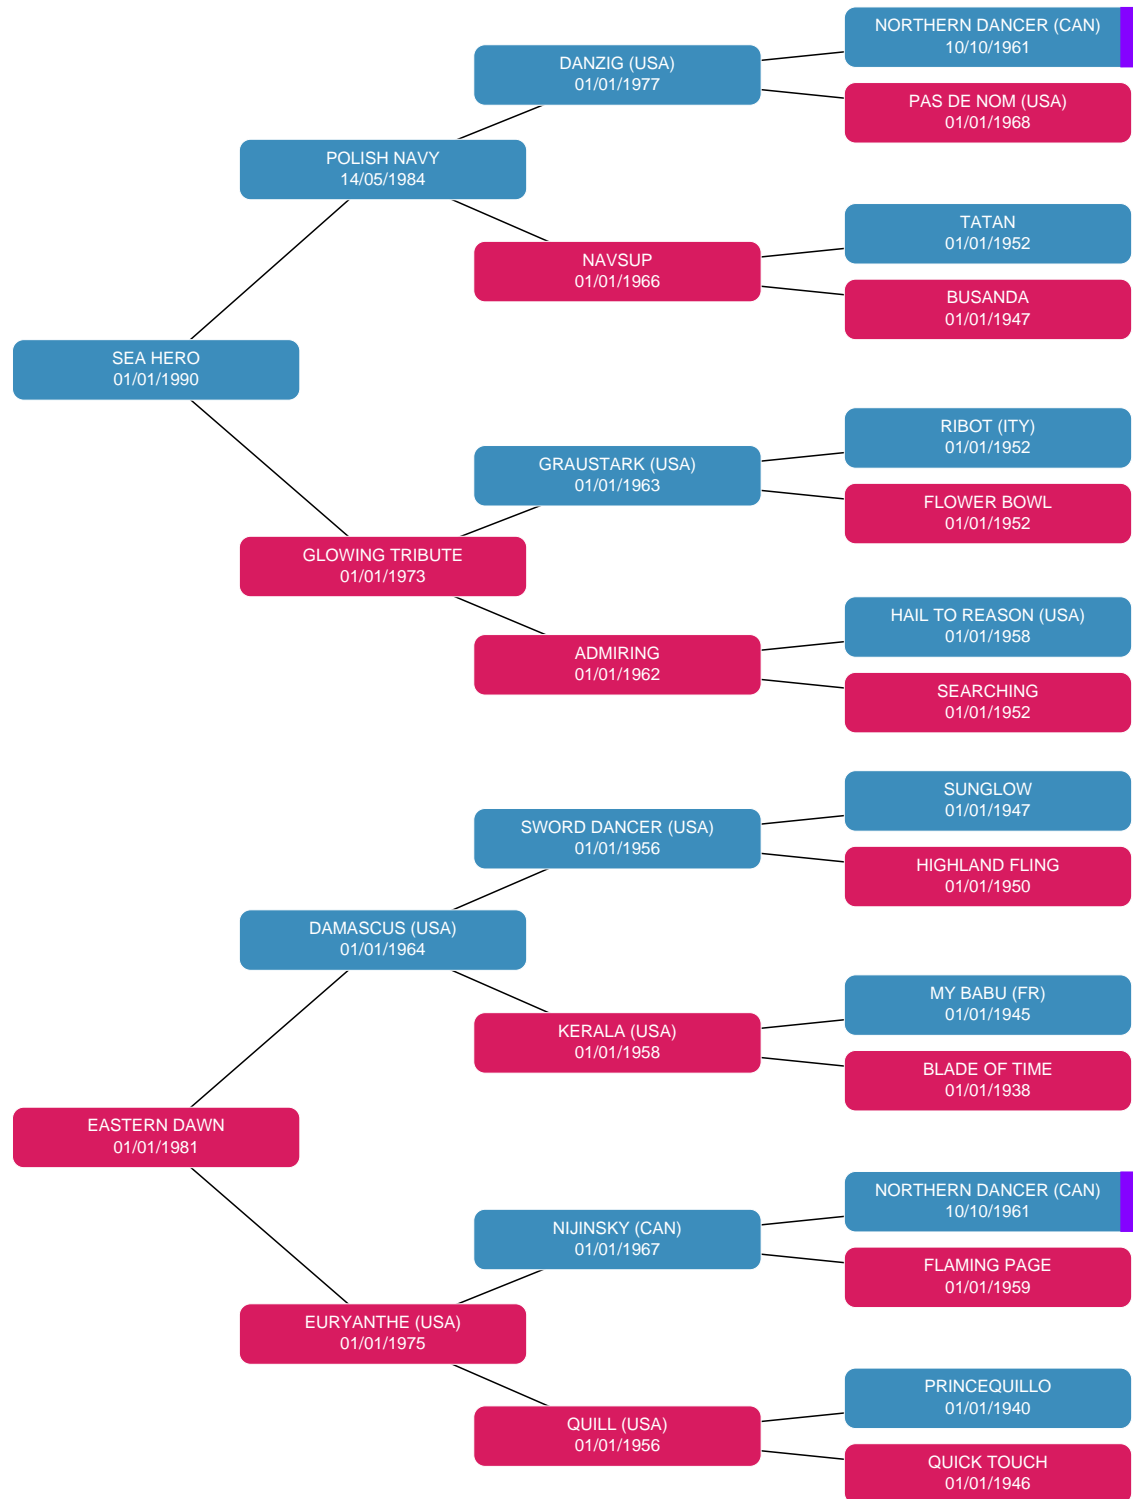 NORTHERN DANCER (CAN)
10/10/1961
DANZIG (USA)
01/01/1977
PAS DE NOM (USA)
01/01/1968
POLISH NAVY
14/05/1984
TATAN
01/01/1952
NAVSUP
01/01/1966
BUSANDA
01/01/1947
SEA HERO
01/01/1990
RIBOT (ITY)
01/01/1952
GRAUSTARK (USA)
01/01/1963
FLOWER BOWL
01/01/1952
GLOWING TRIBUTE
01/01/1973
HAIL TO REASON (USA)
01/01/1958
ADMIRING
01/01/1962
SEARCHING
01/01/1952
SUNGLOW
01/01/1947
SWORD DANCER (USA)
01/01/1956
HIGHLAND FLING
01/01/1950
DAMASCUS (USA)
01/01/1964
MY BABU (FR)
01/01/1945
KERALA (USA)
01/01/1958
BLADE OF TIME
01/01/1938
EASTERN DAWN
01/01/1981
NORTHERN DANCER (CAN)
10/10/1961
NIJINSKY (CAN)
01/01/1967
FLAMING PAGE
01/01/1959
EURYANTHE (USA)
01/01/1975
PRINCEQUILLO
01/01/1940
QUILL (USA)
01/01/1956
QUICK TOUCH
01/01/1946